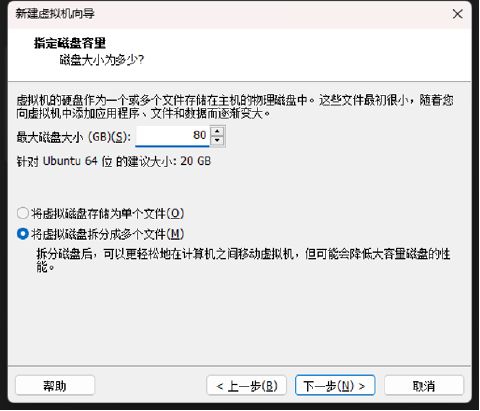 新建虚拟机向导
指定磁盘容量
磁盘大小为多少?
虚拟机的硬盘作为一个或多个文件存储在主机的物理磁盘中。这些文件最初很小，随着您
向虚拟机中添加应用程序、文件和数据而逐渐变大。
最大磁盘大小 (GB)(S): 80
针对 Ubuntu 64 位 的建议大小: 20 GB
将虚拟磁盘存储为单个文件(O)
将虚拟磁盘拆分成多个文件(M)
拆分磁盘后，可以更轻松地在计算机之间移动虚拟机，但可能会降低大容量磁盘的性
能。
帮助 < 上一步(B) 下一步(N) > 取消